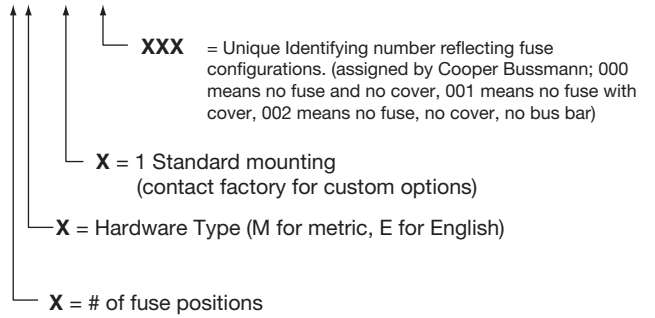 XXX = Unique Identifying number reflecting fuse
configurations. (assigned by Cooper Bussmann; 000
means no fuse and no cover, 001 means no fuse with
cover, 002 means no fuse, no cover, no bus bar)
X = 1 Standard mounting
(contact factory for custom options)
X = Hardware Type (M for metric, E for English)
X = # of fuse positions